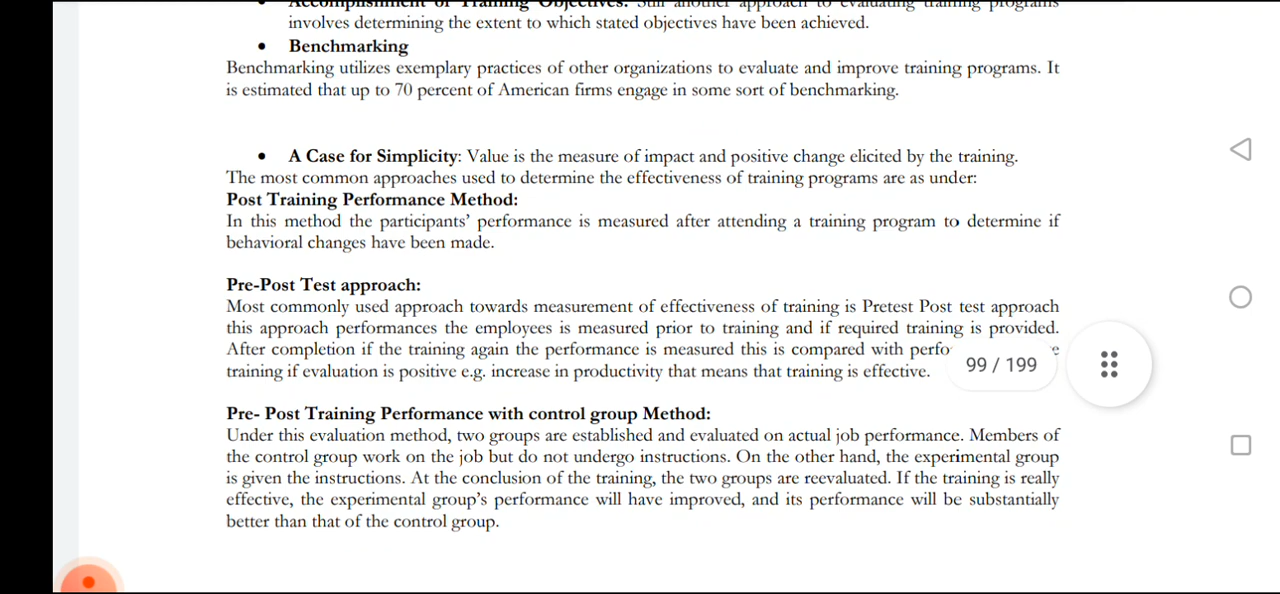 Accomplishment of Training Objectives: Still another approach to evaluating training programs
involves determining the extent to which stated objectives have been achieved.
• Benchmarking
Benchmarking utilizes exemplary practices of other organizations to evaluate and improve training programs. It
is estimated that up to 70 percent of American firms engage in some sort of benchmarking.
• A Case for Simplicity: Value is the measure of impact and positive change elicited by the training.
The most common approaches used to determine the effectiveness of training programs are as under:
Post Training Performance Method:
In this method the participants' performance is measured after attending a training program to determine if
behavioral changes have been made.
Pre-Post Test approach:
Most commonly used approach towards measurement of effectiveness of training is Pretest Post test approach
this approach performances the employees is measured prior to training and if required training is provided.
After completion if the training again the performance is measured this is compared with perfo
training if evaluation is positive e.g. increase in productivity that means that training is effective.
99 / 199
Pre- Post Training Performance with control group Method:
Under this evaluation method, two groups are established and evaluated on actual job performance. Members of
the control group work on the job but do not undergo instructions. On the other hand, the experimental group
is given the instructions. At the conclusion of the training, the two groups are reevaluated. If the training is really
effective, the experimental group's performance will have improved, and its performance will be substantially
better than that of the control group.